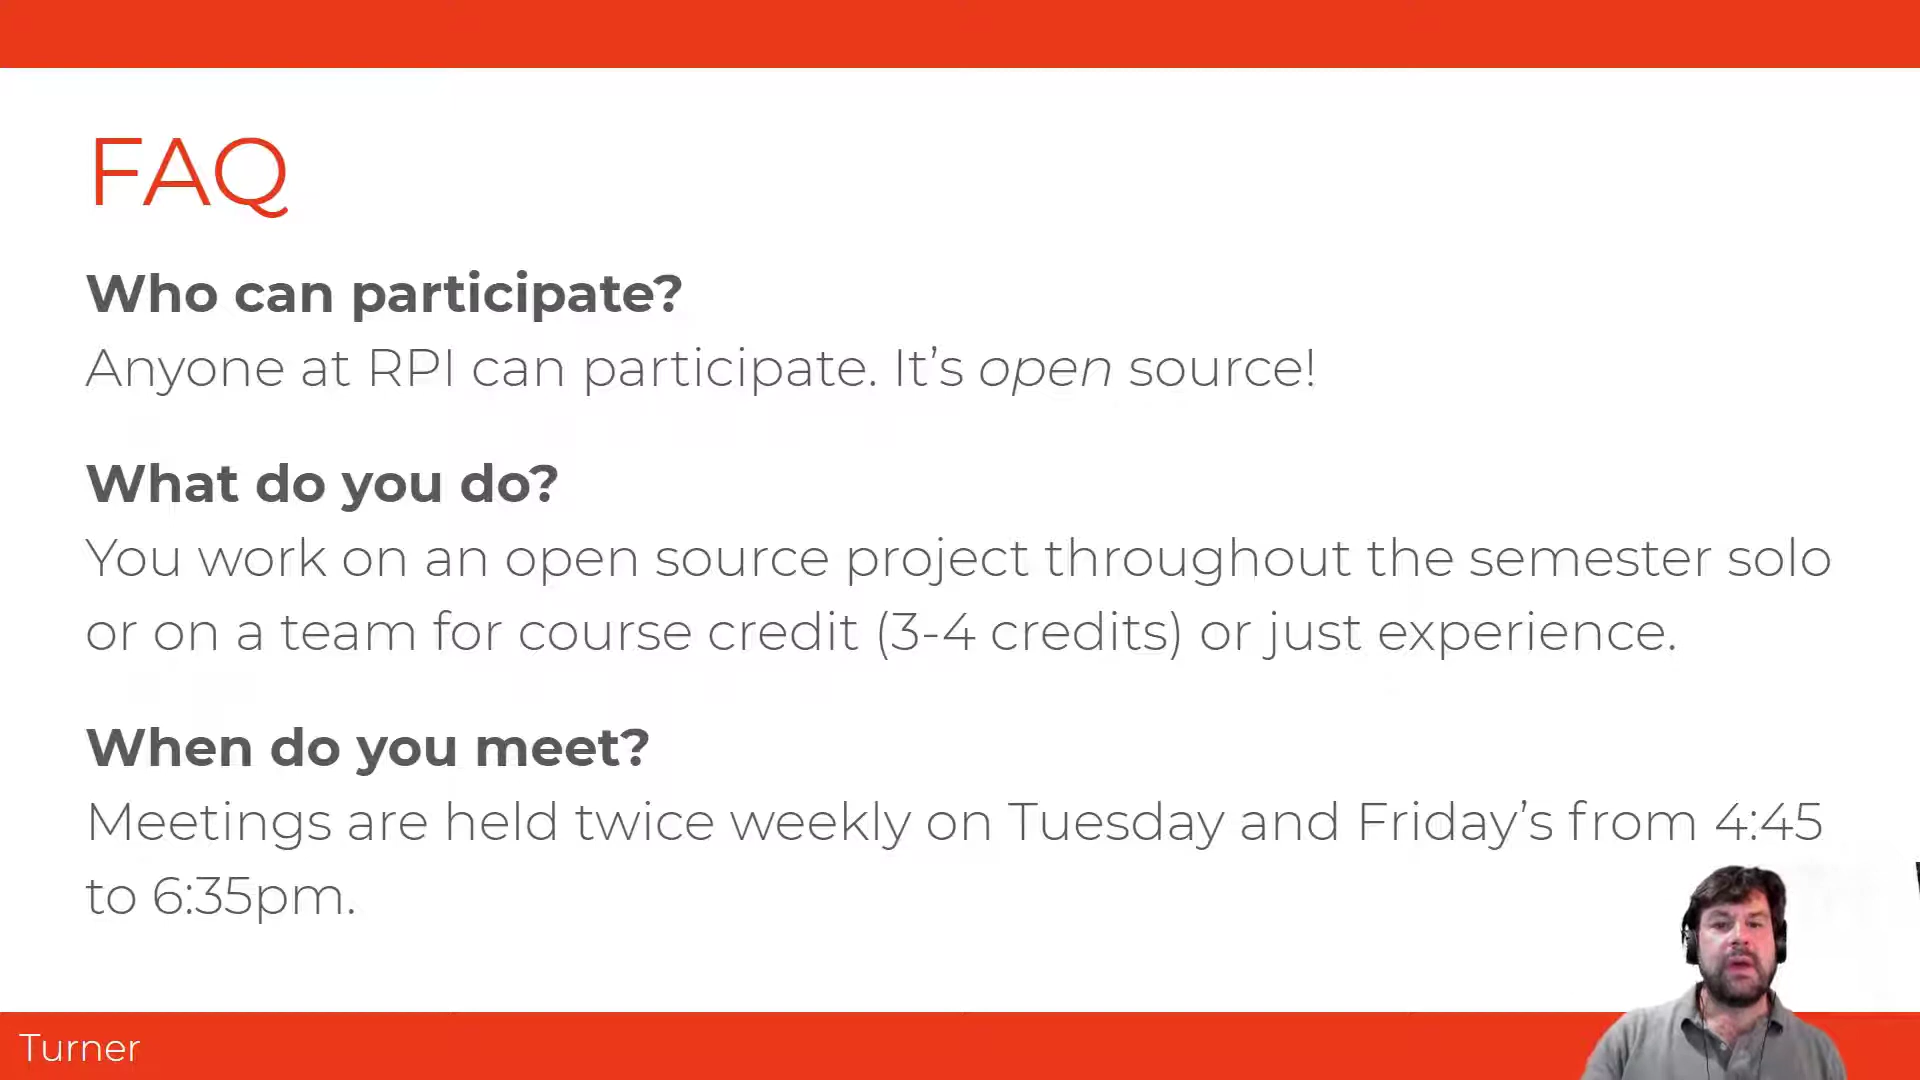 FAQ
Who can participate?
Anyone at RPI can participate. It’s open source!
What do you do?
You work on an open source project throughout the semester solo
or on a team for course credit (3-4 credits) or just experience.
When do you meet?
Meetings are held twice weekly on Tuesday and Friday’s from 4:45
to 6:35pm.
Turner